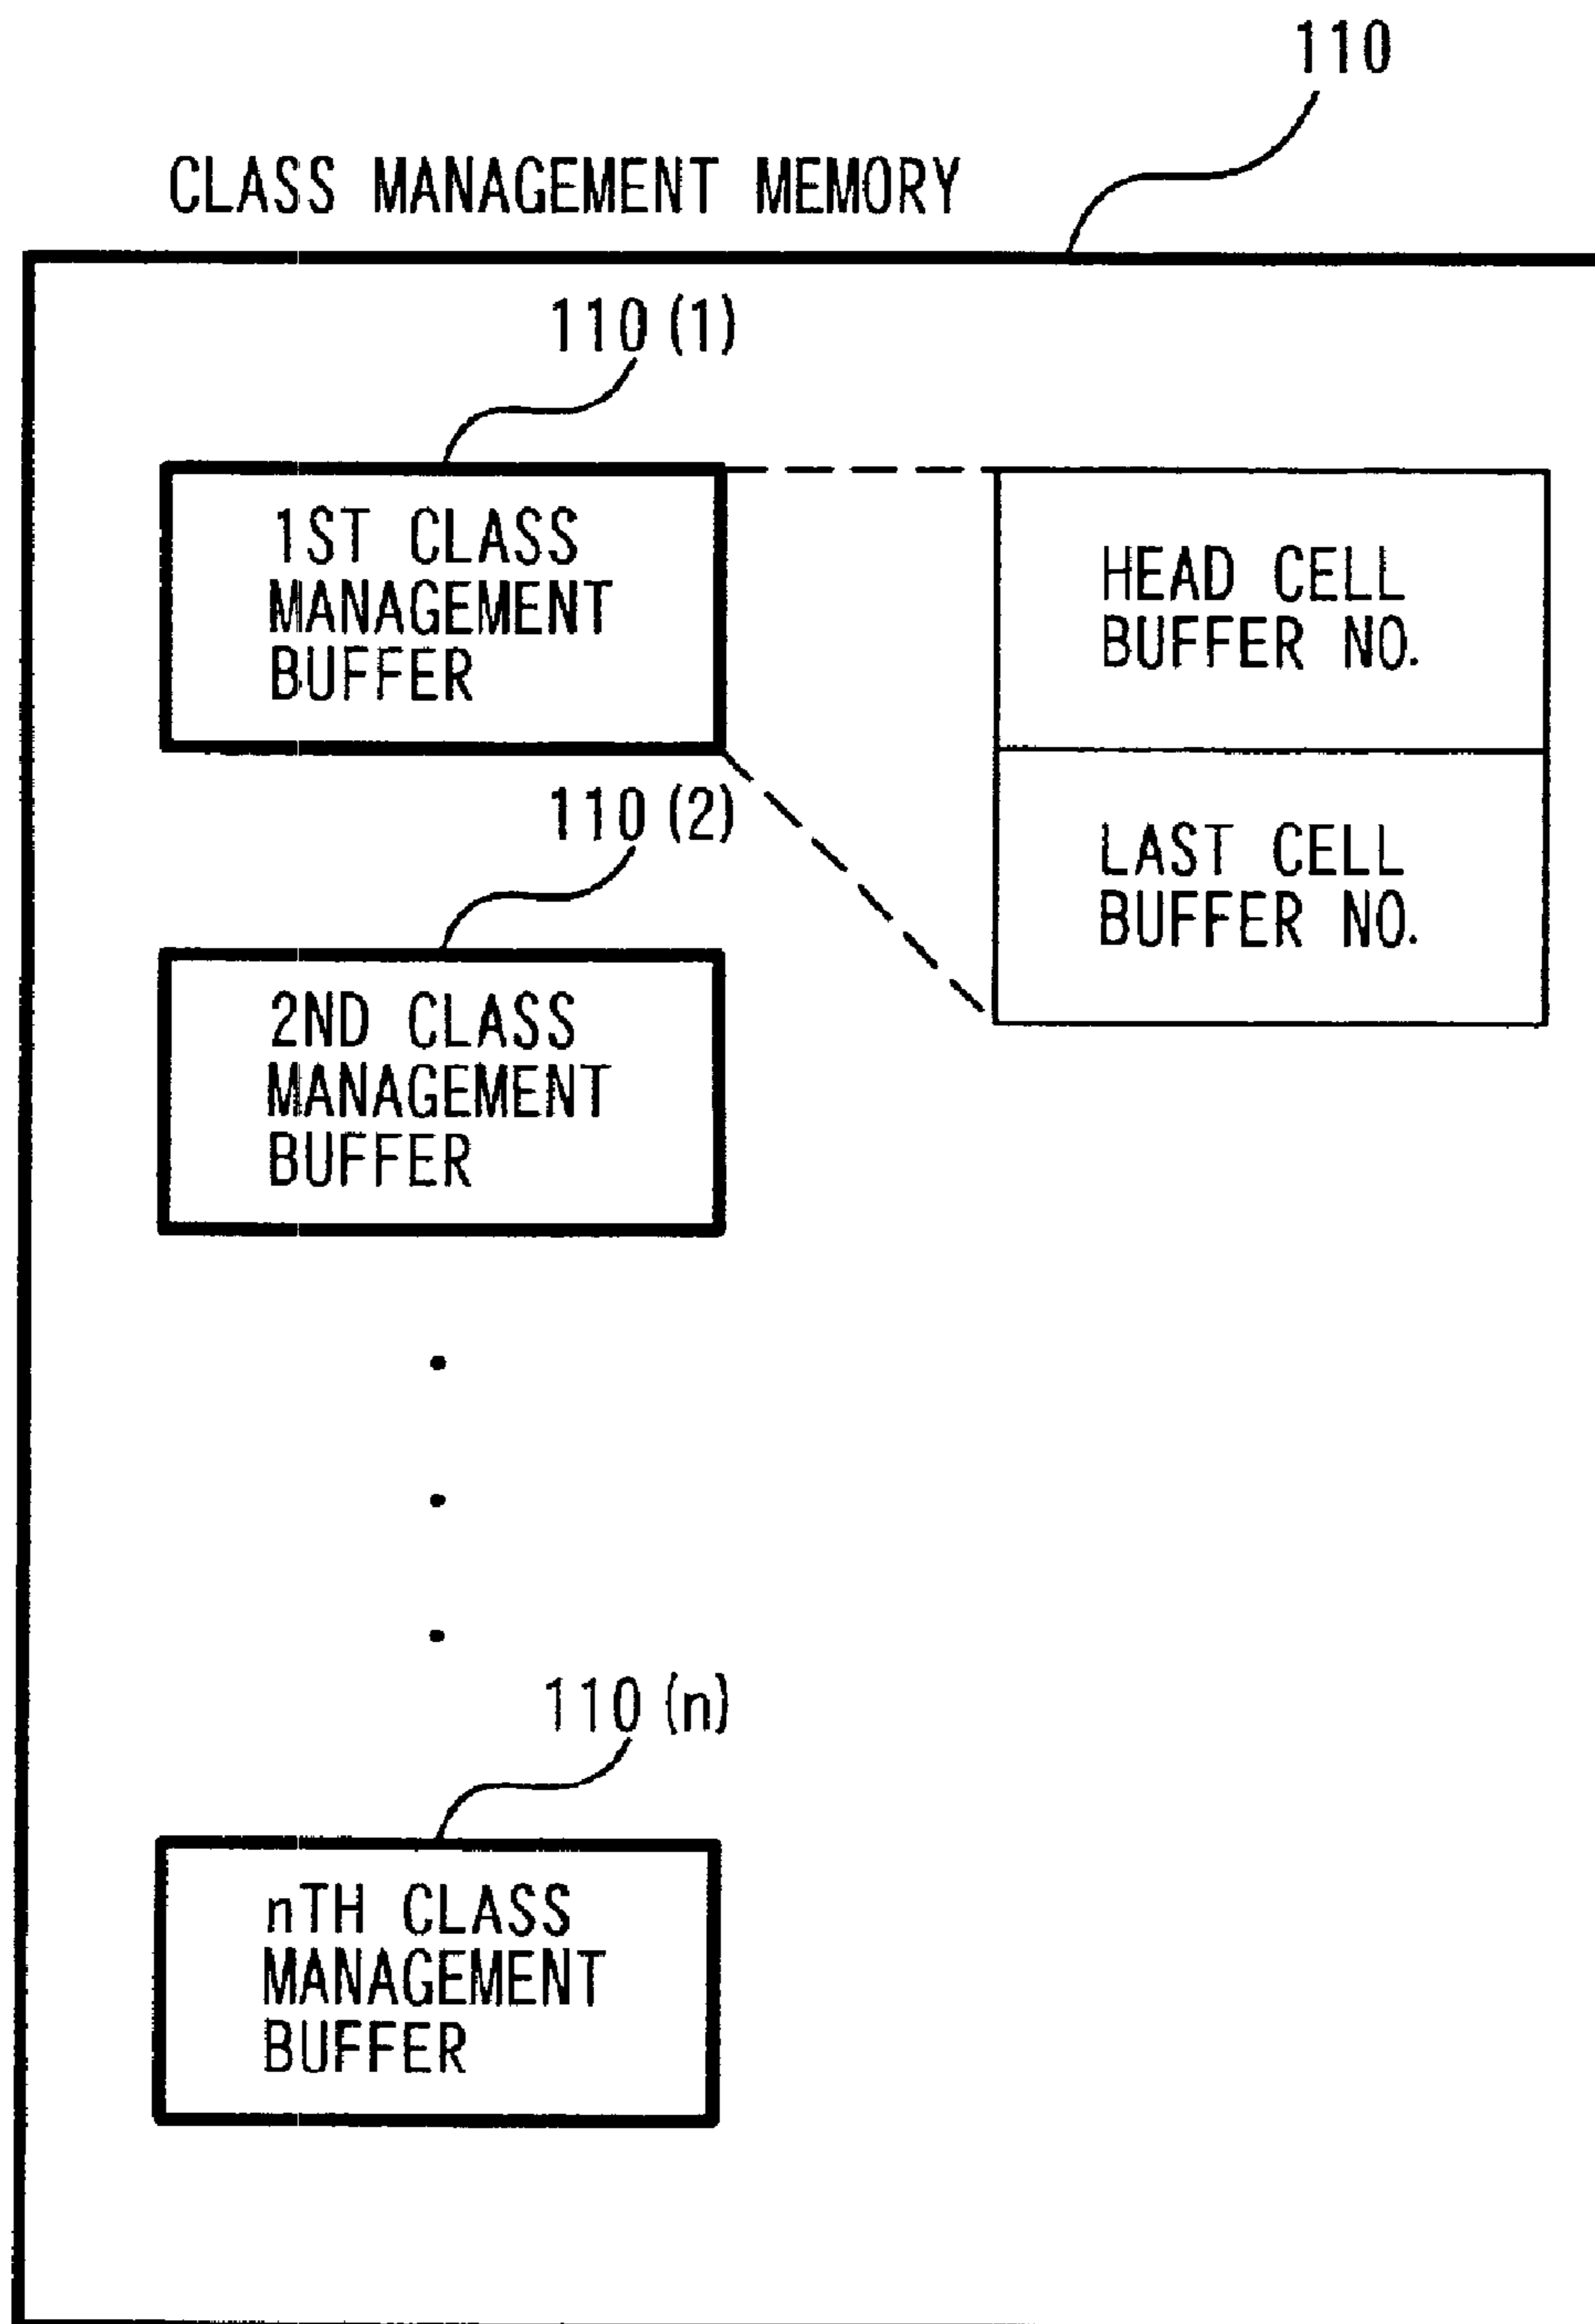 110
CLASS MANAGEMENT MEMORY
110(1)
1ST CLASS
MANAGEMENT
BUFFER
HEAD CELL
BUFFER NO.
LAST CELL
BUFFER NO.
110(2)
2ND CLASS
MANAGEMENT
BUFFER
110(n)
nTH CLASS
MANAGEMENT
BUFFER